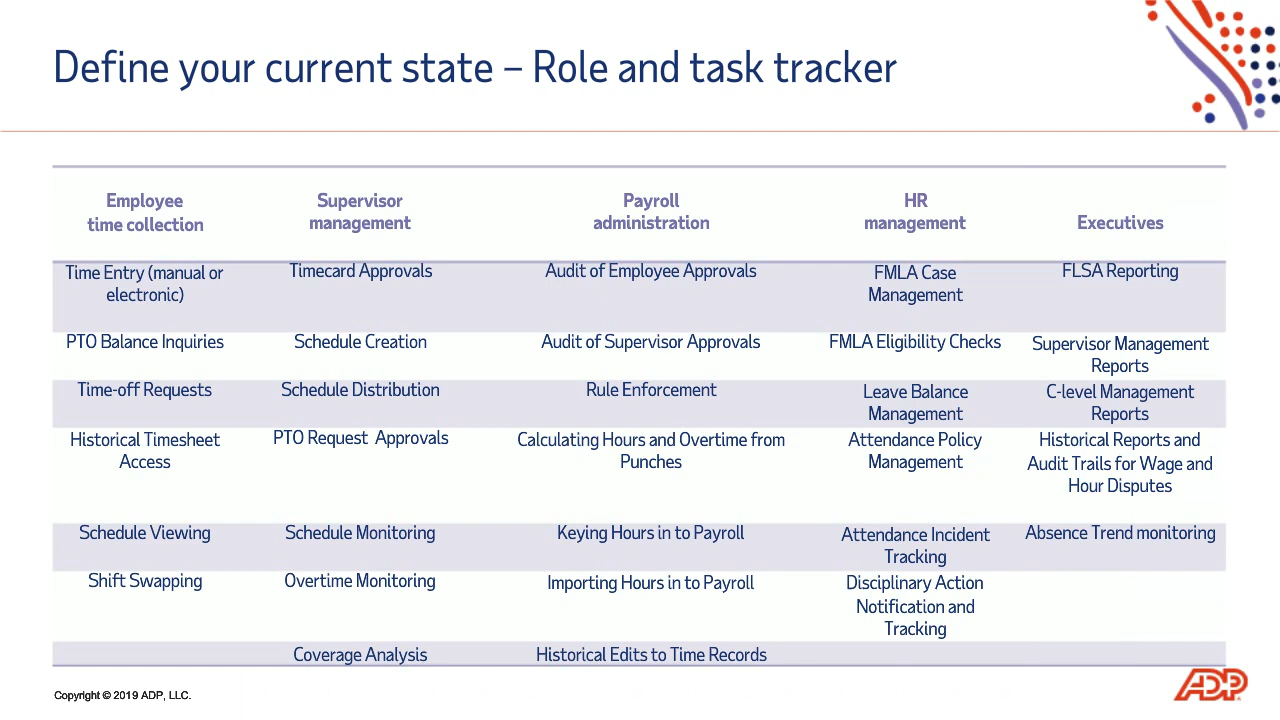 Define your current state – Role and task tracker
Employee
time collection
Supervisor
management
Payroll
administration
HR
management
Executives
Time Entry (manual or
electronic)
Timecard Approvals
Audit of Employee Approvals
FMLA Case
Management
FLSA Reporting
PTO Balance Inquiries
Schedule Creation
Audit of Supervisor Approvals
FMLA Eligibility Checks
Supervisor Management
Reports
Time-off Requests
Schedule Distribution
Rule Enforcement
Leave Balance
Management
C-level Management
Reports
Historical Timesheet
Access
PTO Request  Approvals
Calculating Hours and Overtime from
Punches
Attendance Policy
Management
Historical Reports and
Audit Trails for Wage and
Hour Disputes
Schedule Viewing
Schedule Monitoring
Keying Hours in to Payroll
Attendance Incident
Tracking
Absence Trend monitoring
Shift Swapping
Overtime Monitoring
Importing Hours in to Payroll
Disciplinary Action
Notification and
Tracking
Coverage Analysis
Historical Edits to Time Records
Copyright © 2019 ADP, LLC.
ADP